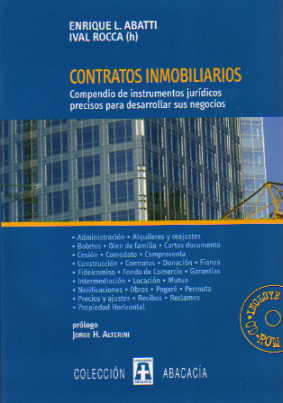 ENRIQUE L. ABATTI
IVAL ROCCA (h)
CONTRATOS INMOBILIARIOS
Compendio de instrumentos jurídicos
precisos para desarrollar sus negocios
• Administración • Alquileres y reajustes
• Boletos • Bien de familia • Cartas documento
• Cesión • Comodato • Compraventa
• Construcción • Contratos • Donación • Fianza
• Fideicomiso • Fondo de Comercio • Garantías
• Intermediación • Locación • Mutuo
• Notificaciones • Obras • Pagaré • Permuta
• Precios y ajustes • Recibos • Reclamos
• Propiedad Horizontal
INCLUYE
CD-ROM
prólogo
JORGE H. ALTERINI
COLECCIÓN
A
ABACACÍA